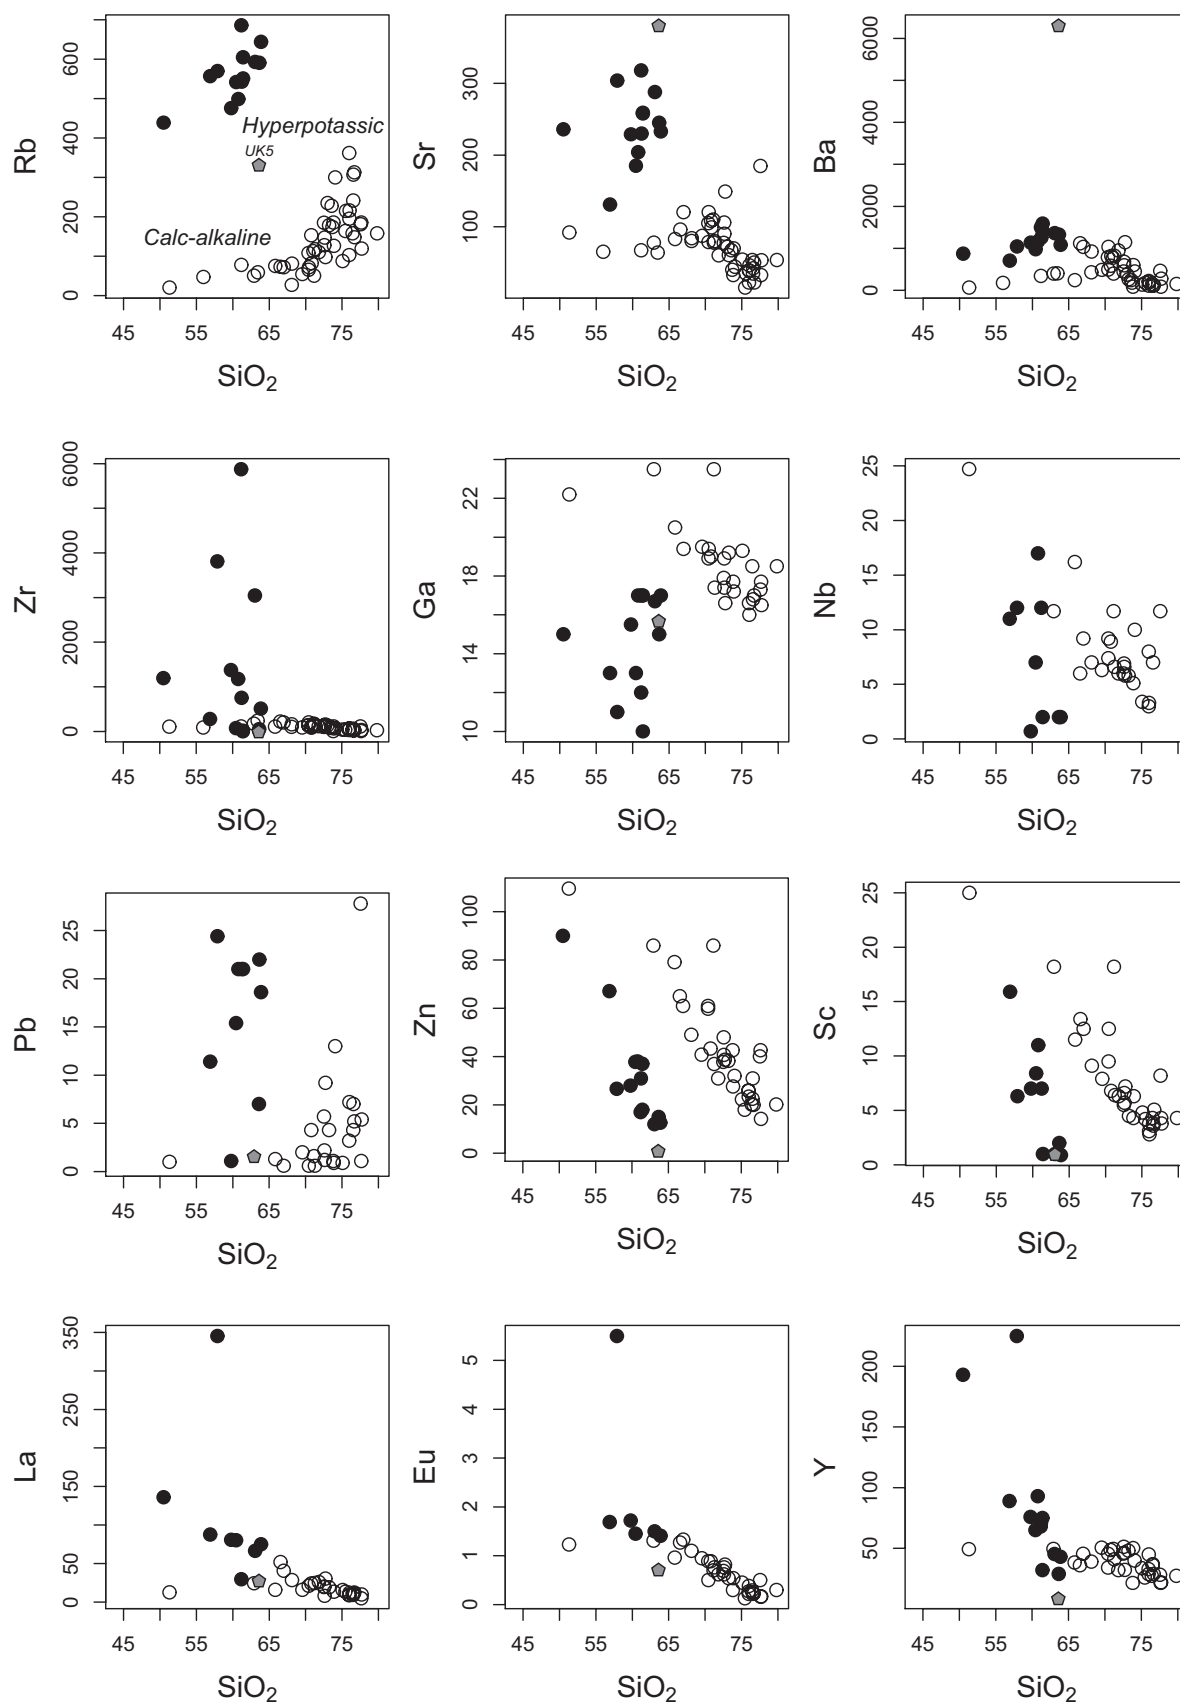 Rb
0 200 400 600
Hyperpotassic
UK5
Calc-alkaline
45 55 65 75
SiO₂
Sr
100 200 300
45 55 65 75
SiO₂
Ba
0 1000 2000 4000 6000
45 55 65 75
SiO₂
Zr
0 2000 4000 6000
45 55 65 75
SiO₂
Ga
10 14 18 22
45 55 65 75
SiO₂
Nb
0 5 10 15 20 25
45 55 65 75
SiO₂
Pb
0 5 10 15 20 25
45 55 65 75
SiO₂
Zn
0 20 40 60 80 100
45 55 65 75
SiO₂
Sc
0 5 10 15 20 25
45 55 65 75
SiO₂
La
0 50 150 250 350
45 55 65 75
SiO₂
Eu
0 1 2 3 4 5
45 55 65 75
SiO₂
Y
50 100 150 200
45 55 65 75
SiO₂